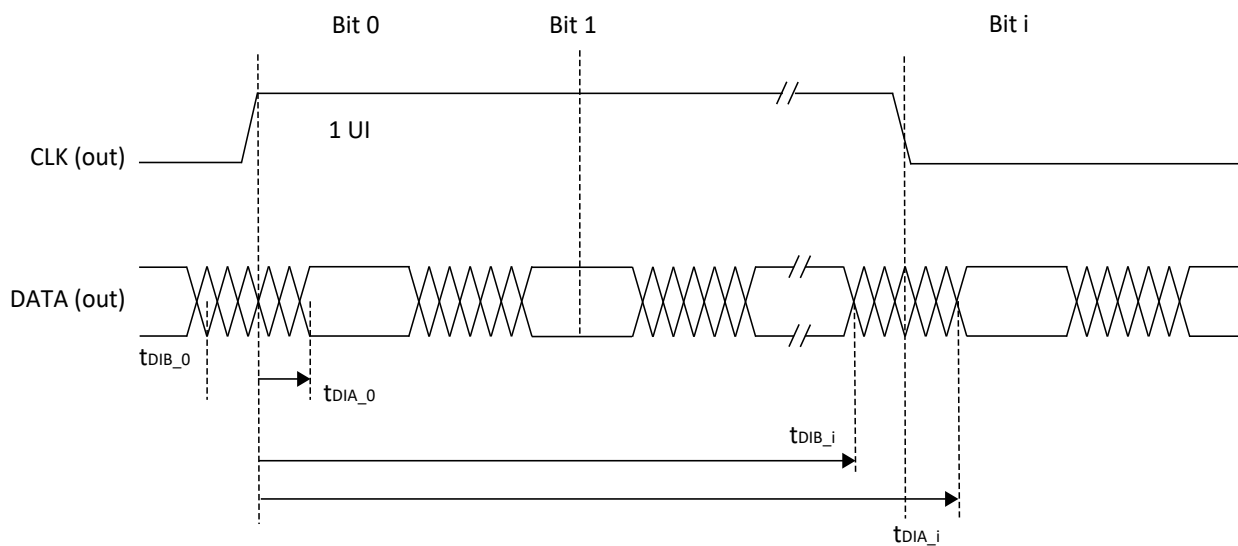 Bit 0
Bit 1
Bit i
1 UI
CLK (out)
DATA (out)
tDIB_0
tDIA_0
tDIB_i
tDIA_i